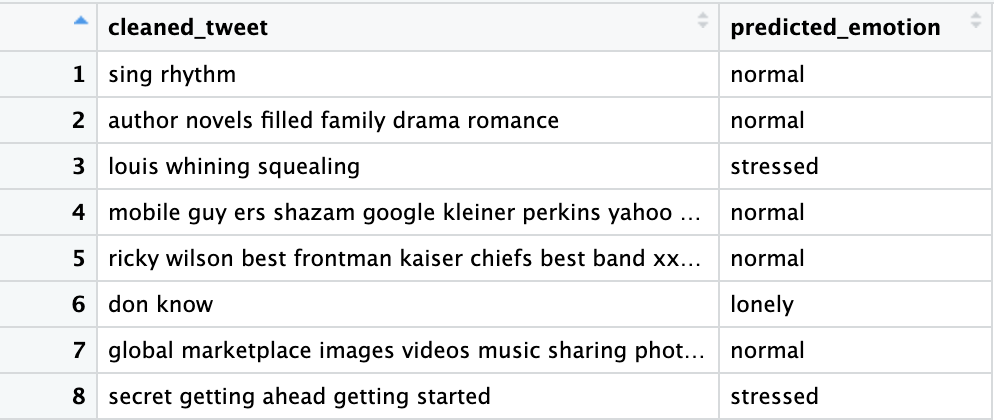 cleaned_tweet predicted_emotion
1 sing rhythm normal
2 author novels filled family drama romance normal
3 louis whining squealing stressed
4 mobile guy ers shazam google kleiner perkins yahoo ... normal
5 ricky wilson best frontman kaiser chiefs best band xx... normal
6 don know lonely
7 global marketplace images videos music sharing phot... normal
8 secret getting ahead getting started stressed